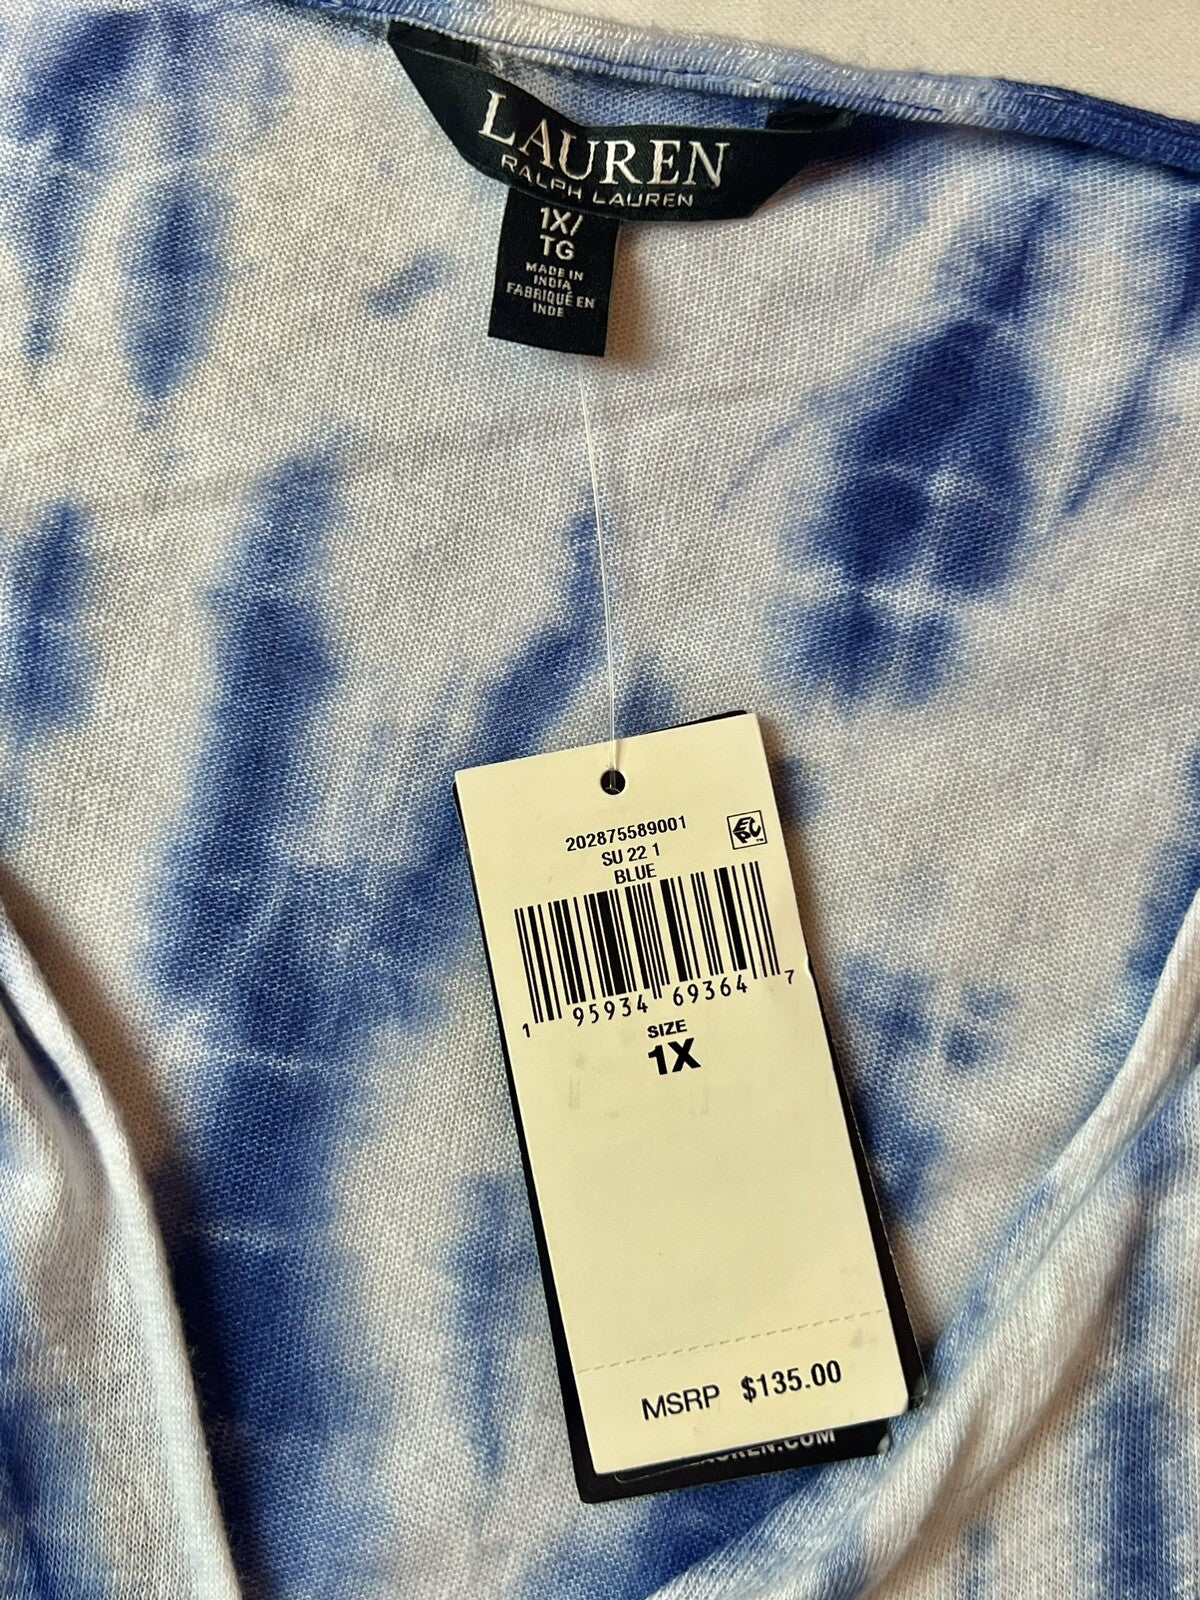 LAUREN
RALPH LAUREN
1X/
TG
MADE IN
INDIA
FABRIQUÉ EN
INDE
202875589001
SU 22 1
BLUE
1 95934 69364 7
SIZE
1X
MSRP $135.00
LAUREN.COM